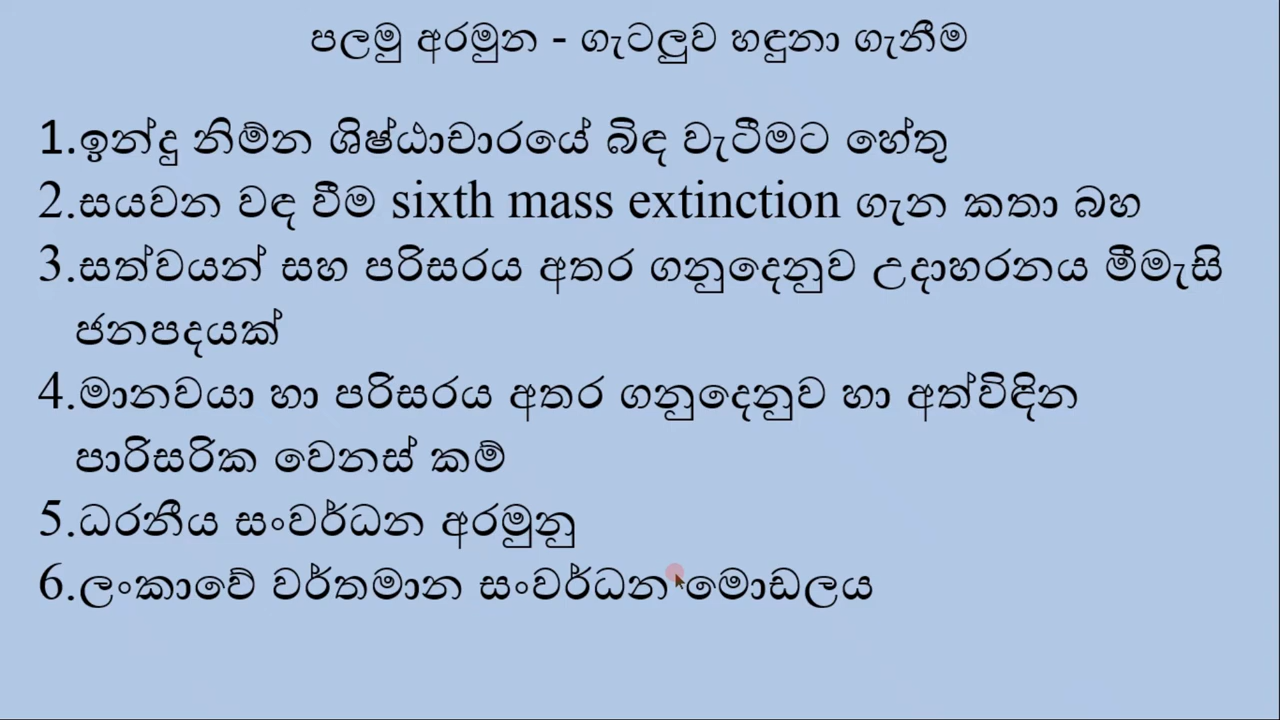 පලමු අරමුන - ගැටලුව හඳුනා ගැනීම
1.ඉන්දු නිම්න ශිෂ්ඨාචාරයේ බිඳ වැටීමට හේතු
2.සයවන වඳ වීම sixth mass extinction ගැන කතා බහ
3.සත්වයන් සහ පරිසරය අතර ගනුදෙනුව උදාහරනය මීමැසි
ජනපදයක්
4.මානවයා හා පරිසරය අතර ගනුදෙනුව හා අත්විඳින
පාරිසරික වෙනස් කම්
5.ධරනීය සංවර්ධන අරමුනු
6.ලංකාවේ වර්තමාන සංවර්ධන මොඩලය